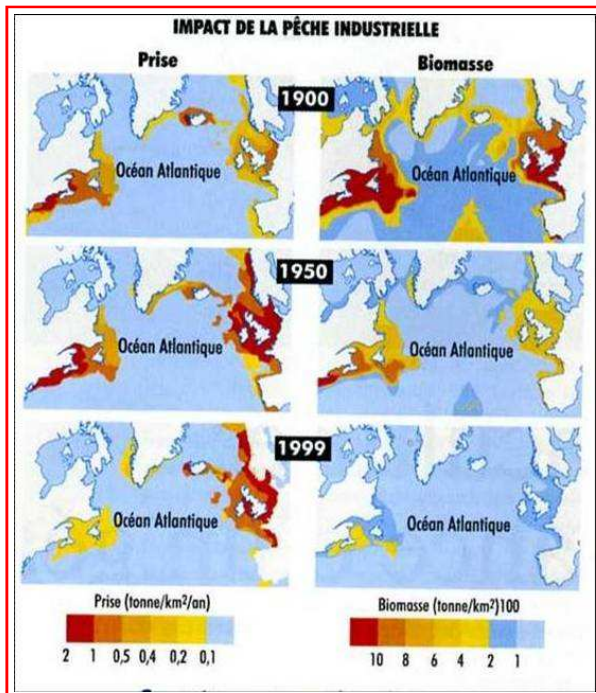 IMPACT DE LA PÊCHE INDUSTRIELLE
Prise Biomasse
1900
Océan Atlantique Océan Atlantique
1950
Océan Atlantique Océan Atlantique
1999
Océan Atlantique Océan Atlantique
Prise (tonne/km²/an) Biomasse (tonne/km²)100
2 1 0,5 0,4 0,2 0,1 10 8 6 4 2 1